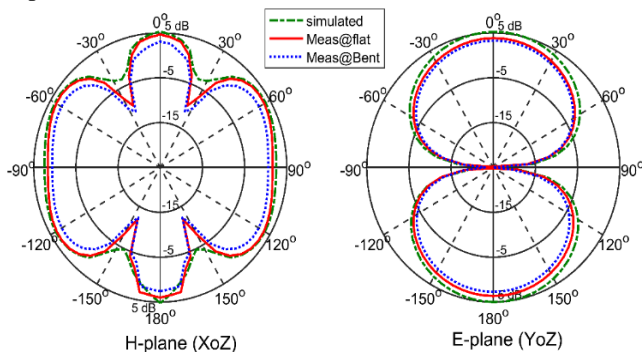 simulated
Meas@flat
Meas@Bent
0° 5 dB
-30° 30°
-5
-60° 60°
-15
-90° 90°
-15
-120° 120°
-5
-150° 150°
5 dB
180°
H-plane (XoZ)
0° 5 dB
-30° 30°
-5
-60° 60°
-15
-90° 90°
-15
-120° 120°
-5
-150° 150°
180°
E-plane (YoZ)